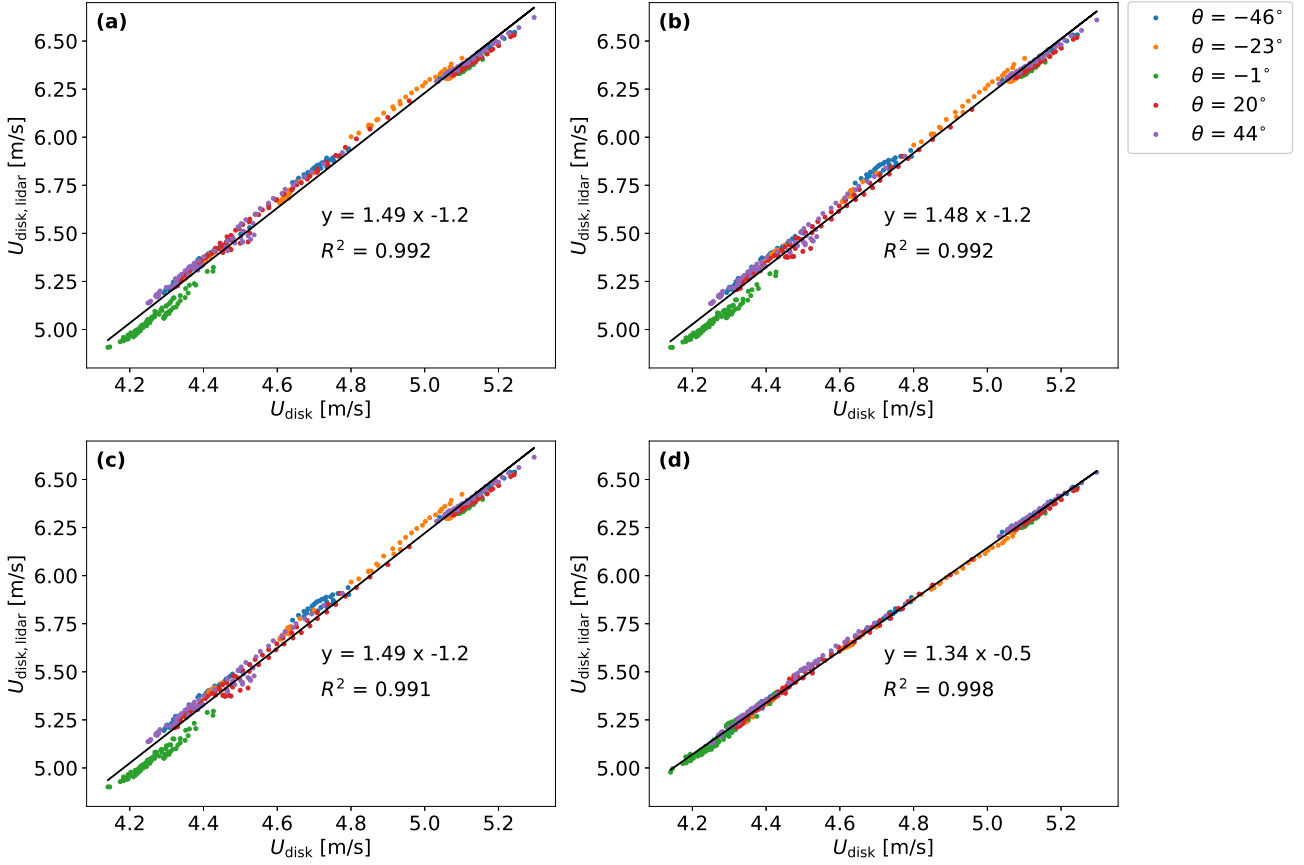 (a)
6.50
6.25
6.00
5.75
5.50
5.25
5.00
U_disk, lidar [m/s]
y = 1.49 x -1.2
R² = 0.992
4.2 4.4 4.6 4.8 5.0 5.2
U_disk [m/s]
(b)
6.50
6.25
6.00
5.75
5.50
5.25
5.00
U_disk, lidar [m/s]
y = 1.48 x -1.2
R² = 0.992
4.2 4.4 4.6 4.8 5.0 5.2
U_disk [m/s]
θ = −46°
θ = −23°
θ = −1°
θ = 20°
θ = 44°
(c)
6.50
6.25
6.00
5.75
5.50
5.25
5.00
U_disk, lidar [m/s]
y = 1.49 x -1.2
R² = 0.991
4.2 4.4 4.6 4.8 5.0 5.2
U_disk [m/s]
(d)
6.50
6.25
6.00
5.75
5.50
5.25
5.00
U_disk, lidar [m/s]
y = 1.34 x -0.5
R² = 0.998
4.2 4.4 4.6 4.8 5.0 5.2
U_disk [m/s]